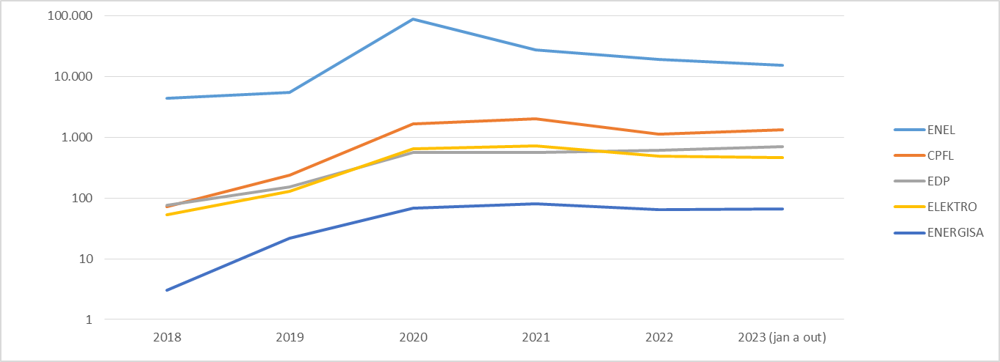 100.000
10.000
1.000
100
10
1
2018 2019 2020 2021 2022 2023 (jan a out)
ENEL
CPFL
EDP
ELEKTRO
ENERGISA